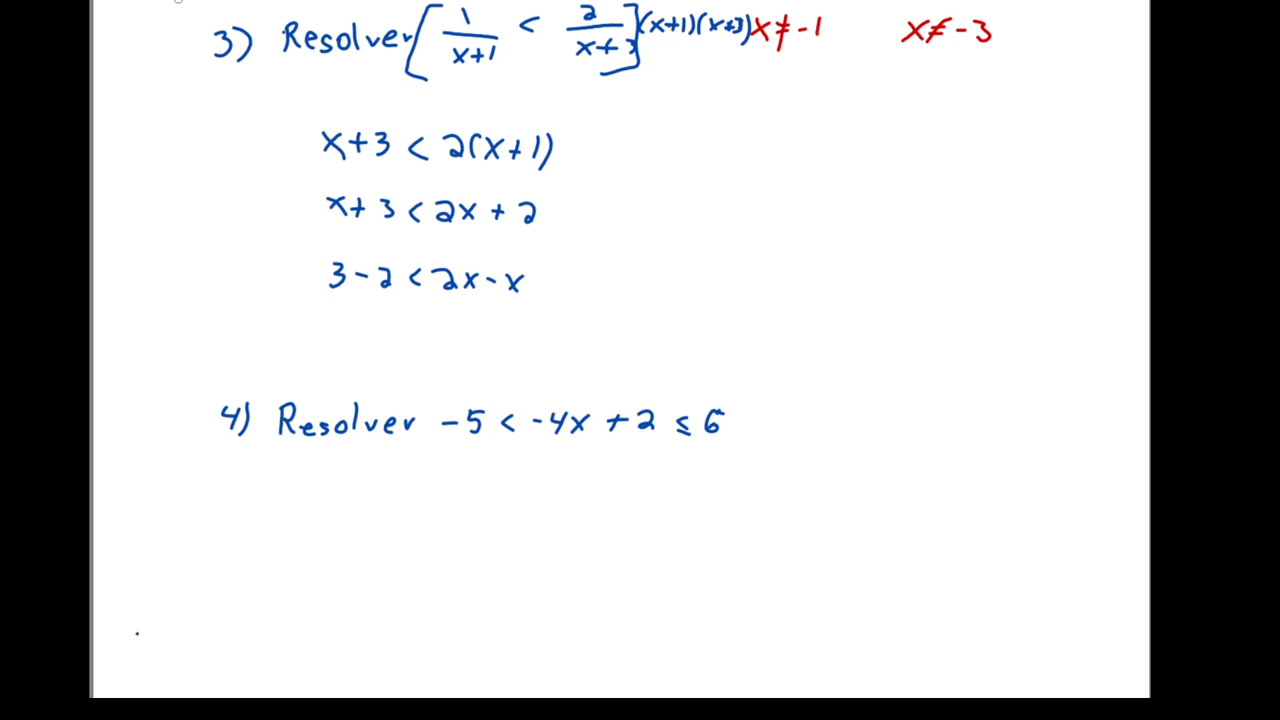 3) Resolver [ 1/(x+1) < 2/(x+3) ] (x+1)(x+3) x≠-1 x≠-3
x+3 < 2(x+1)
x+3 < 2x + 2
3-2 < 2x-x
4) Resolver -5 < -4x + 2 ≤ 6